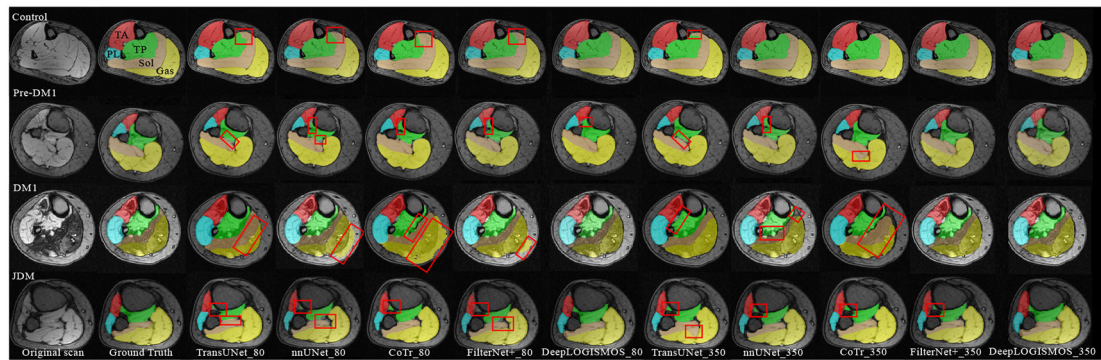 Control
TA
TP
PL
Sol
Gas
Pre-DM1
DM1
JDM
Original scan Ground Truth TransUNet_80 nnUNet_80 CoTr_80 FilterNet+_80 DeepLOGISMOS_80 TransUNet_350 nnUNet_350 CoTr_350 FilterNet+_350 DeepLOGISMOS_350